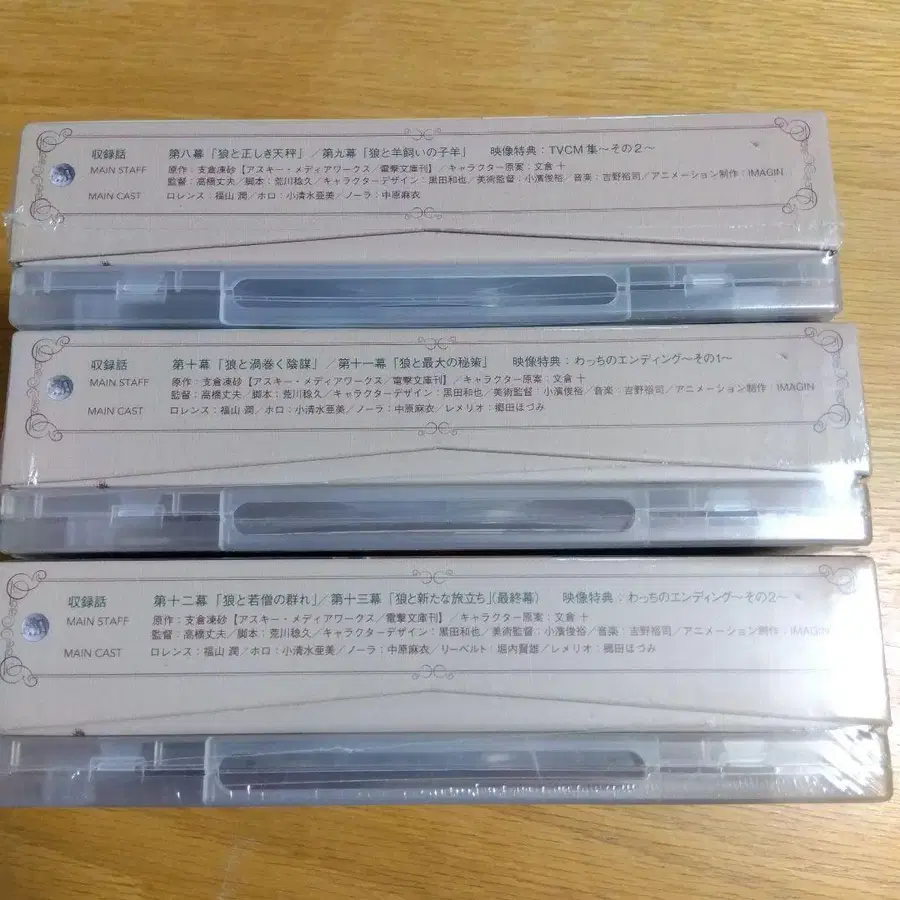 収録話 第八幕「狼と正しき天秤」/第九幕「狼と羊飼いの子羊」 映像特典:TVCM集〜その2〜
MAIN STAFF 原作:支倉凍砂【アスキー・メディアワークス/電撃文庫刊】/キャラクター原案:文倉 十
監督:高橋丈夫/脚本:荒川稔久/キャラクターデザイン:黒田和也/美術監督:小濱俊裕/音楽:吉野裕司/アニメーション制作:IMAGIN
MAIN CAST ロレンス:福山 潤/ホロ:小清水亜美/ノーラ:中原麻衣
収録話 第十幕「狼と渦巻く陰謀」/第十一幕「狼と最大の秘策」 映像特典:わっちのエンディング〜その1〜
MAIN STAFF 原作:支倉凍砂【アスキー・メディアワークス/電撃文庫刊】/キャラクター原案:文倉 十
監督:高橋丈夫/脚本:荒川稔久/キャラクターデザイン:黒田和也/美術監督:小濱俊裕/音楽:吉野裕司/アニメーション制作:IMAGIN
MAIN CAST ロレンス:福山 潤/ホロ:小清水亜美/ノーラ:中原麻衣/レメリオ:郷田ほづみ
収録話 第十二幕「狼と若僧の群れ」/第十三幕「狼と新たな旅立ち」(最終幕) 映像特典:わっちのエンディング〜その2〜
MAIN STAFF 原作:支倉凍砂【アスキー・メディアワークス/電撃文庫刊】/キャラクター原案:文倉 十
監督:高橋丈夫/脚本:荒川稔久/キャラクターデザイン:黒田和也/美術監督:小濱俊裕/音楽:吉野裕司/アニメーション制作:IMAGIN
MAIN CAST ロレンス:福山 潤/ホロ:小清水亜美/ノーラ:中原麻衣/リーベルト:堀内賢雄/レメリオ:郷田ほづみ